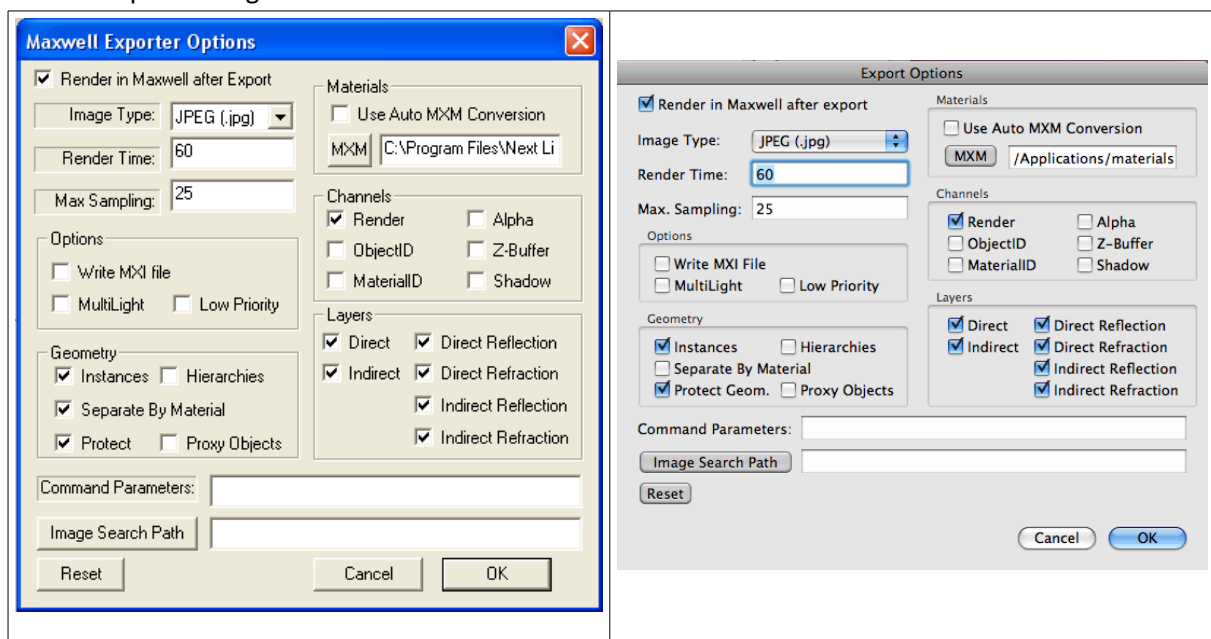 Maxwell Exporter Options
Render in Maxwell after Export
Image Type: JPEG (.jpg)
Render Time: 60
Max Sampling: 25
Options
Write MXI file
MultiLight Low Priority
Geometry
Instances Hierarchies
Separate By Material
Protect Proxy Objects
Materials
Use Auto MXM Conversion
MXM C:\Program Files\Next Li
Channels
Render Alpha
ObjectID Z-Buffer
MaterialID Shadow
Layers
Direct Direct Reflection
Indirect Direct Refraction
Indirect Reflection
Indirect Refraction
Command Parameters:
Image Search Path
Reset Cancel OK
Export Options
Render in Maxwell after export
Image Type: JPEG (.jpg)
Render Time: 60
Max. Sampling: 25
Options
Write MXI File
MultiLight Low Priority
Geometry
Instances Hierarchies
Separate By Material
Protect Geom. Proxy Objects
Materials
Use Auto MXM Conversion
MXM /Applications/materials
Channels
Render Alpha
ObjectID Z-Buffer
MaterialID Shadow
Layers
Direct Direct Reflection
Indirect Direct Refraction
Indirect Reflection
Indirect Refraction
Command Parameters:
Image Search Path
Reset
Cancel OK